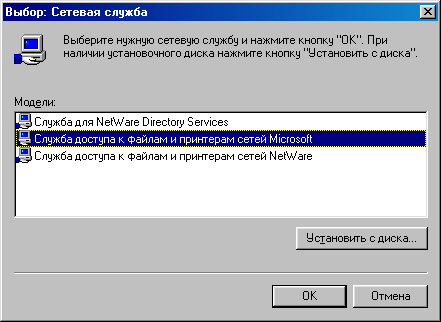 Выбор: Сетевая служба
Выберите нужную сетевую службу и нажмите кнопку "OK". При
наличии установочного диска нажмите кнопку "Установить с диска".
Модели:
Служба для NetWare Directory Services
Служба доступа к файлам и принтерам сетей Microsoft
Служба доступа к файлам и принтерам сетей NetWare
Установить с диска...
OK
Отмена